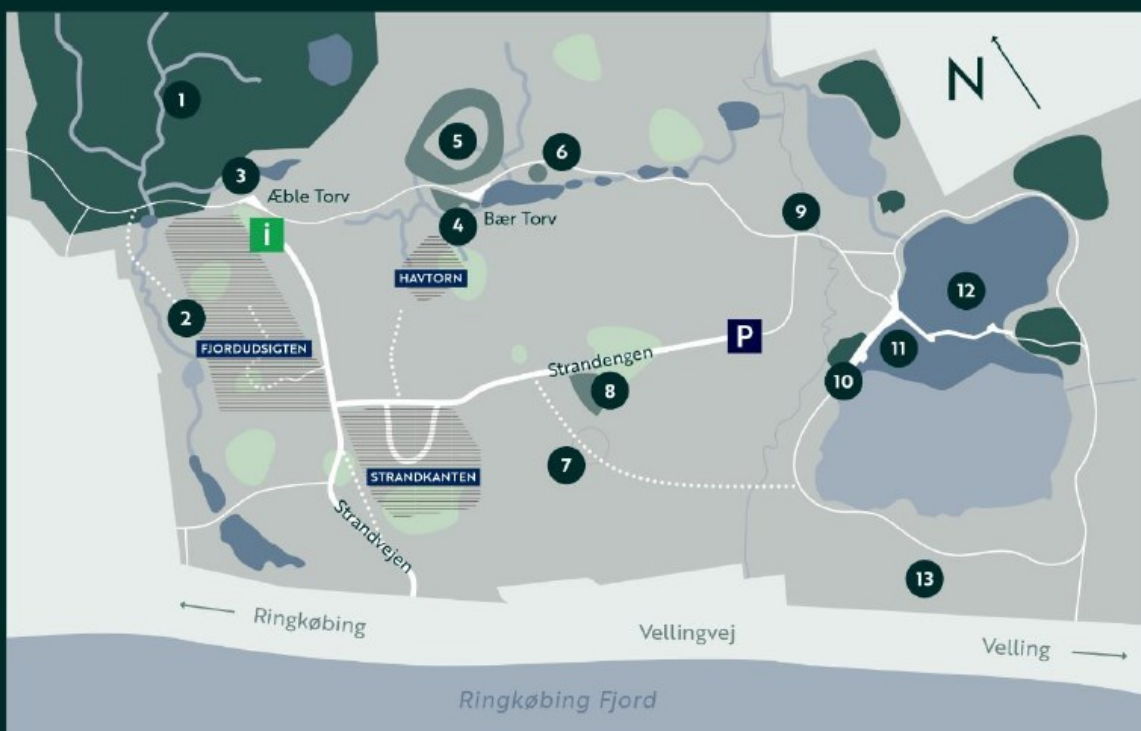 N
1
5
6
3
Æble Torv
i
4
Bær Torv
9
HAVTORN
12
2
FJORDUDSIGTEN
P
11
Strandengen
10
8
7
STRANDKANTEN
Strandvejen
13
Ringkøbing
Vellingvej
Velling
Ringkøbing Fjord